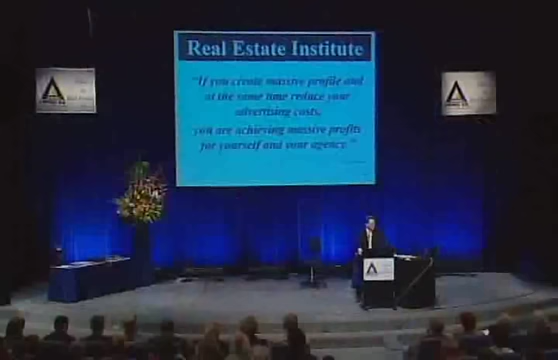 Real Estate Institute
"If you create massive profile and
at the same time reduce your
advertising costs,
you are achieving massive profits
for yourself and your agency."